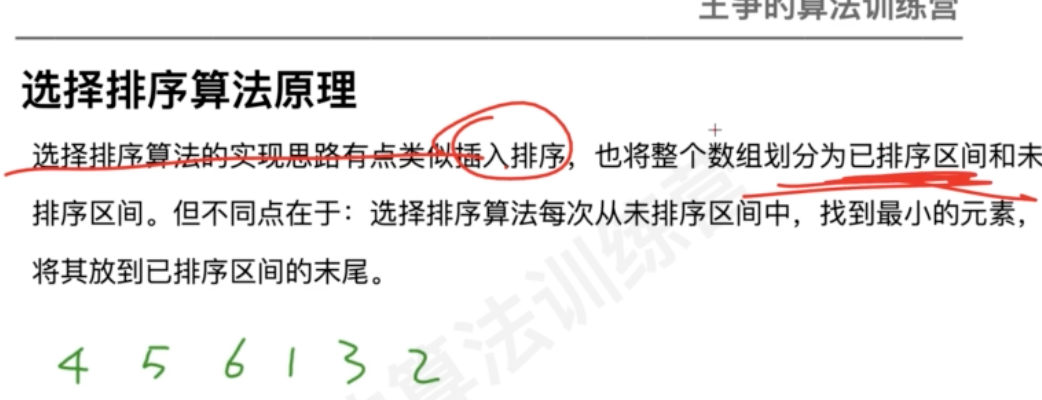 王争的算法训练营
选择排序算法原理
选择排序算法的实现思路有点类似插入排序，也将整个数组划分为已排序区间和未
排序区间。但不同点在于：选择排序算法每次从未排序区间中，找到最小的元素，
将其放到已排序区间的末尾。
4 5 6 1 3 2
算法训练营